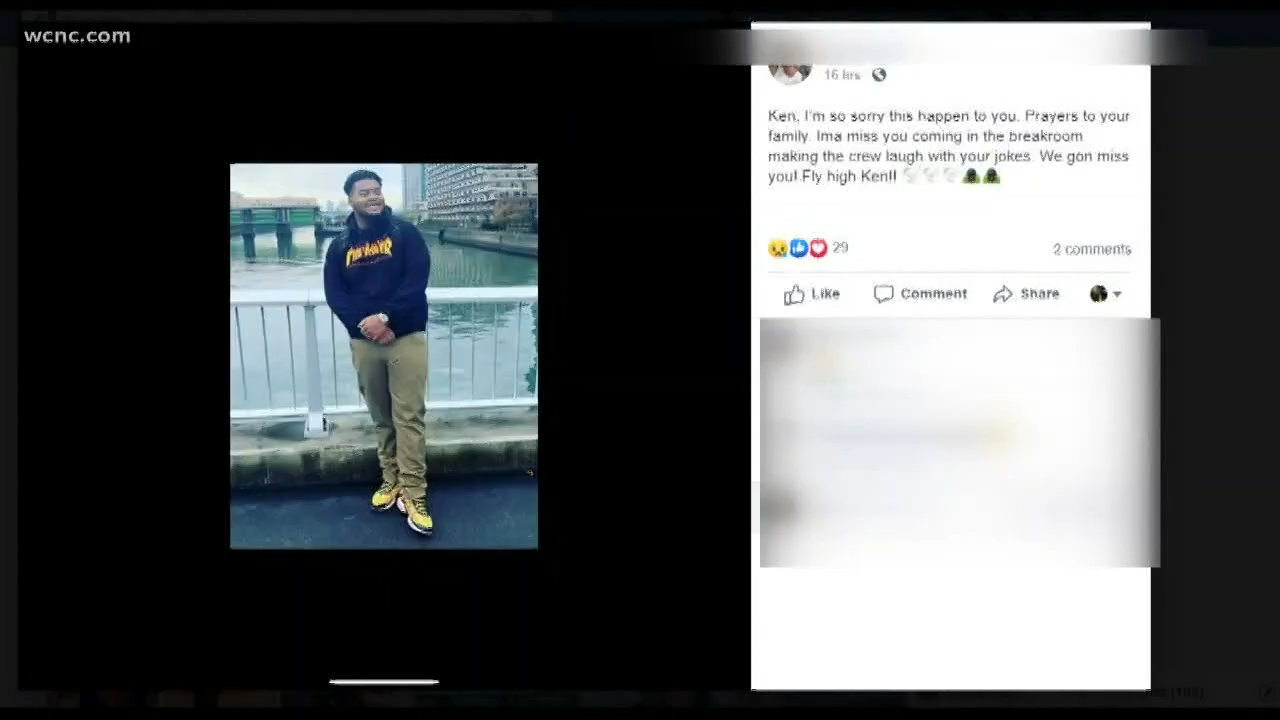 wcnc.com
16 hrs
Ken, I'm so sorry this happen to you. Prayers to your
family. Ima miss you coming in the breakroom
making the crew laugh with your jokes. We gon miss
you! Fly high Ken!!
THRASHER
29
2 comments
Like
Comment
Share